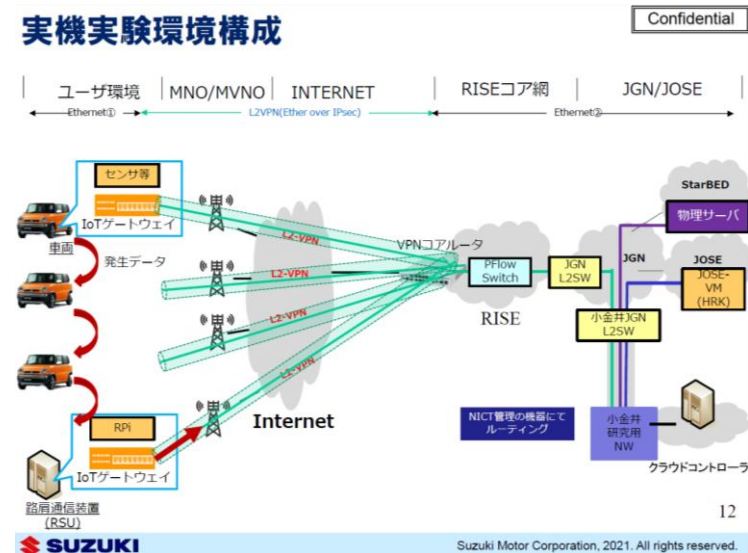 実機実験環境構成
Confidential
ユーザ環境
MNO/MVNO
INTERNET
RISEコア網
JGN/JOSE
Ethernet①
L2VPN(Ether over IPsec)
Ethernet②
センサ等
IoTゲートウェイ
車両
発生データ
L2-VPN
L2-VPN
L2-VPN
L2-VPN
VPNコアルータ
PFlow
Switch
RISE
JGN
L2SW
JGN
StarBED
物理サーバ
JOSE
JOSE-
VM
(HRK)
小金井JGN
L2SW
Internet
NICT管理の機器にて
ルーティング
小金井
研究用
NW
クラウドコントローラ
RPi
IoTゲートウェイ
路肩通信装置
(RSU)
12
SUZUKI
Suzuki Motor Corporation, 2021. All rights reserved.